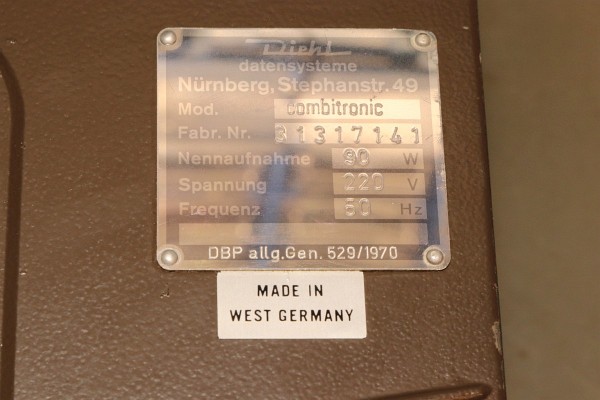 Diehl
datensysteme
Nürnberg, Stephanstr. 49
Mod. combitronic
Fabr. Nr. 31317141
Nennaufnahme 90 W
Spannung 220 V
Frequenz 50 Hz
DBP allg.Gen. 529/1970
MADE IN
WEST GERMANY